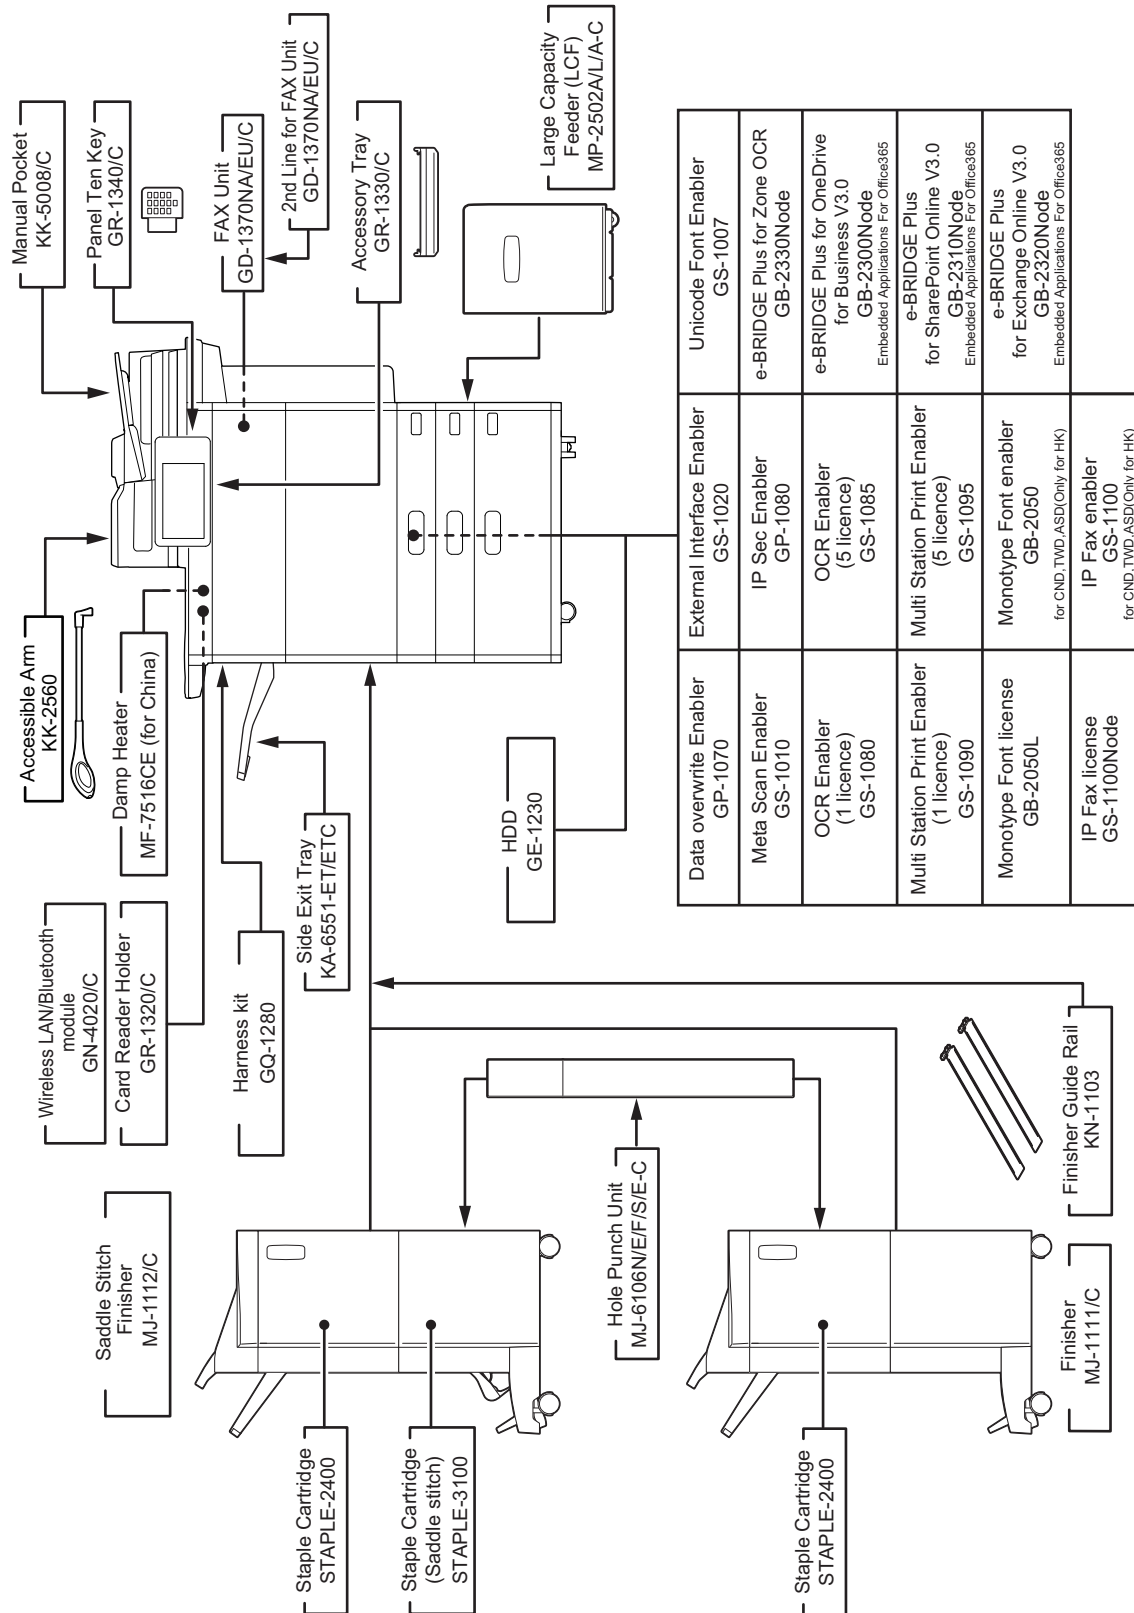 Saddle Stitch
Finisher
MJ-1112/C
Staple Cartridge
STAPLE-2400
Staple Cartridge
(Saddle stitch)
STAPLE-3100
Staple Cartridge
STAPLE-2400
Finisher
MJ-1111/C
Hole Punch Unit
MJ-6106N/E/F/S/E-C
Finisher Guide Rail
KN-1103
Wireless LAN/Bluetooth
module
GN-4020/C
Card Reader Holder
GR-1320/C
Harness kit
GQ-1280
Side Exit Tray
KA-6551-ET/ETC
Accessible Arm
KK-2560
Damp Heater
MF-7516CE (for China)
HDD
GE-1230
Manual Pocket
KK-5008/C
Panel Ten Key
GR-1340/C
FAX Unit
GD-1370NA/EU/C
2nd Line for FAX Unit
GD-1370NA/EU/C
Accessory Tray
GR-1330/C
Large Capacity
Feeder (LCF)
MP-2502A/L/A-C
Data overwrite Enabler
GP-1070
External Interface Enabler
GS-1020
Unicode Font Enabler
GS-1007
Meta Scan Enabler
GS-1010
IP Sec Enabler
GP-1080
e-BRIDGE Plus for Zone OCR
GB-2330Node
OCR Enabler
(1 licence)
GS-1080
OCR Enabler
(5 licence)
GS-1085
e-BRIDGE Plus for OneDrive
for Business V3.0
GB-2300Node
Embedded Applications For Office365
Multi Station Print Enabler
(1 licence)
GS-1090
Multi Station Print Enabler
(5 licence)
GS-1095
e-BRIDGE Plus
for SharePoint Online V3.0
GB-2310Node
Embedded Applications For Office365
Monotype Font license
GB-2050L
Monotype Font enabler
GB-2050
for CND,TWD,ASD(Only for HK)
e-BRIDGE Plus
for Exchange Online V3.0
GB-2320Node
Embedded Applications For Office365
IP Fax license
GS-1100Node
IP Fax enabler
GS-1100
for CND,TWD,ASD(Only for HK)